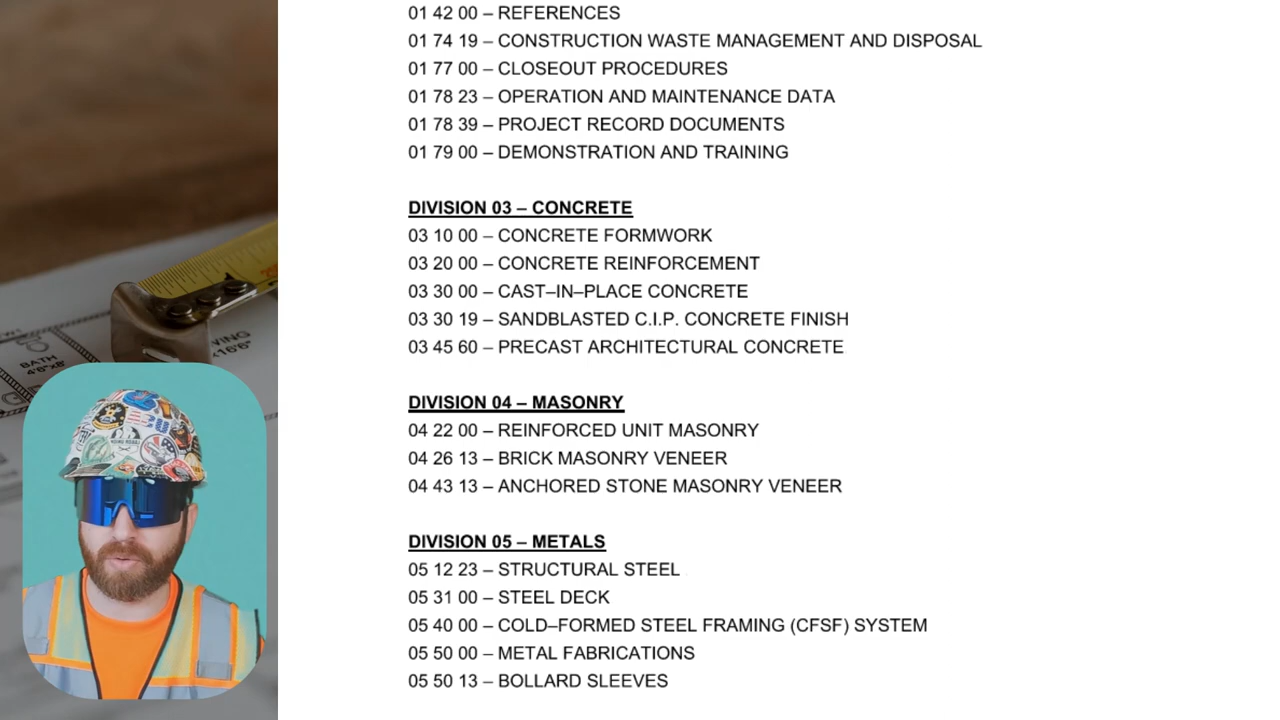 01 42 00 – REFERENCES
01 74 19 – CONSTRUCTION WASTE MANAGEMENT AND DISPOSAL
01 77 00 – CLOSEOUT PROCEDURES
01 78 23 – OPERATION AND MAINTENANCE DATA
01 78 39 – PROJECT RECORD DOCUMENTS
01 79 00 – DEMONSTRATION AND TRAINING
DIVISION 03 – CONCRETE
03 10 00 – CONCRETE FORMWORK
03 20 00 – CONCRETE REINFORCEMENT
03 30 00 – CAST–IN–PLACE CONCRETE
03 30 19 – SANDBLASTED C.I.P. CONCRETE FINISH
03 45 60 – PRECAST ARCHITECTURAL CONCRETE
DIVISION 04 – MASONRY
04 22 00 – REINFORCED UNIT MASONRY
04 26 13 – BRICK MASONRY VENEER
04 43 13 – ANCHORED STONE MASONRY VENEER
DIVISION 05 – METALS
05 12 23 – STRUCTURAL STEEL
05 31 00 – STEEL DECK
05 40 00 – COLD–FORMED STEEL FRAMING (CFSF) SYSTEM
05 50 00 – METAL FABRICATIONS
05 50 13 – BOLLARD SLEEVES
BATH
4'6"x8'